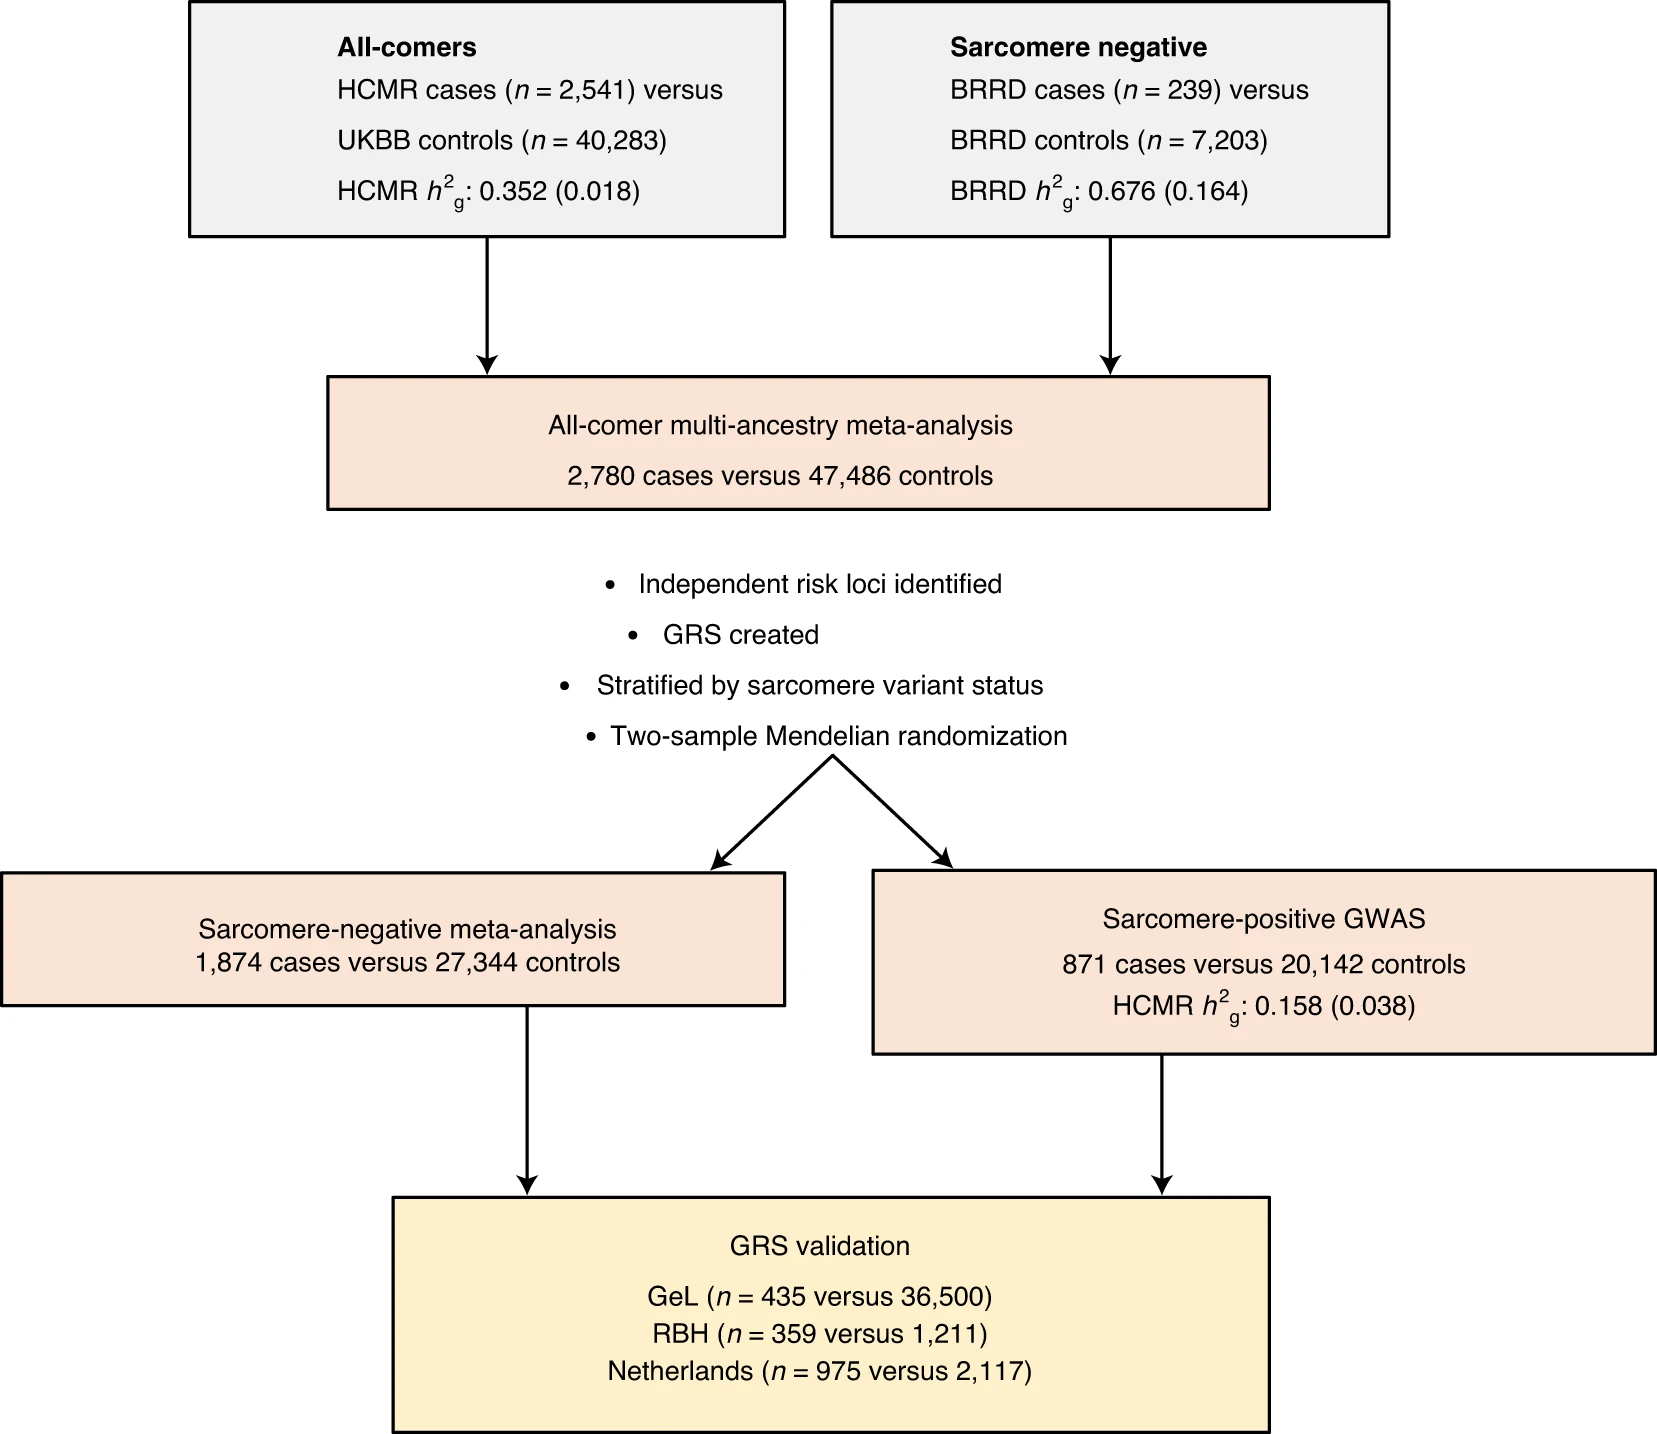 All-comers
HCMR cases (n = 2,541) versus
UKBB controls (n = 40,283)
HCMR h²g: 0.352 (0.018)
Sarcomere negative
BRRD cases (n = 239) versus
BRRD controls (n = 7,203)
BRRD h²g: 0.676 (0.164)
All-comer multi-ancestry meta-analysis
2,780 cases versus 47,486 controls
• Independent risk loci identified
• GRS created
• Stratified by sarcomere variant status
• Two-sample Mendelian randomization
Sarcomere-negative meta-analysis
1,874 cases versus 27,344 controls
Sarcomere-positive GWAS
871 cases versus 20,142 controls
HCMR h²g: 0.158 (0.038)
GRS validation
GeL (n = 435 versus 36,500)
RBH (n = 359 versus 1,211)
Netherlands (n = 975 versus 2,117)